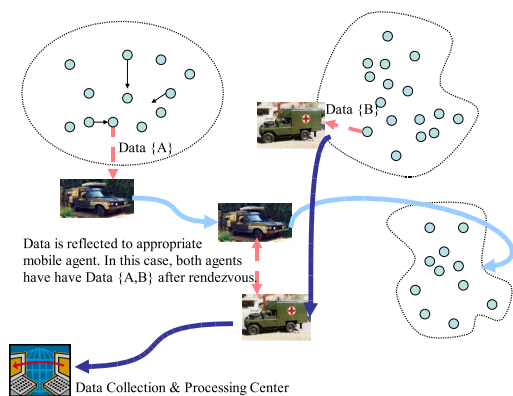 Data {B}
Data {A}
Data is reflected to appropriate
mobile agent. In this case, both agents
have have Data {A,B} after rendezvous.
Data Collection & Processing Center